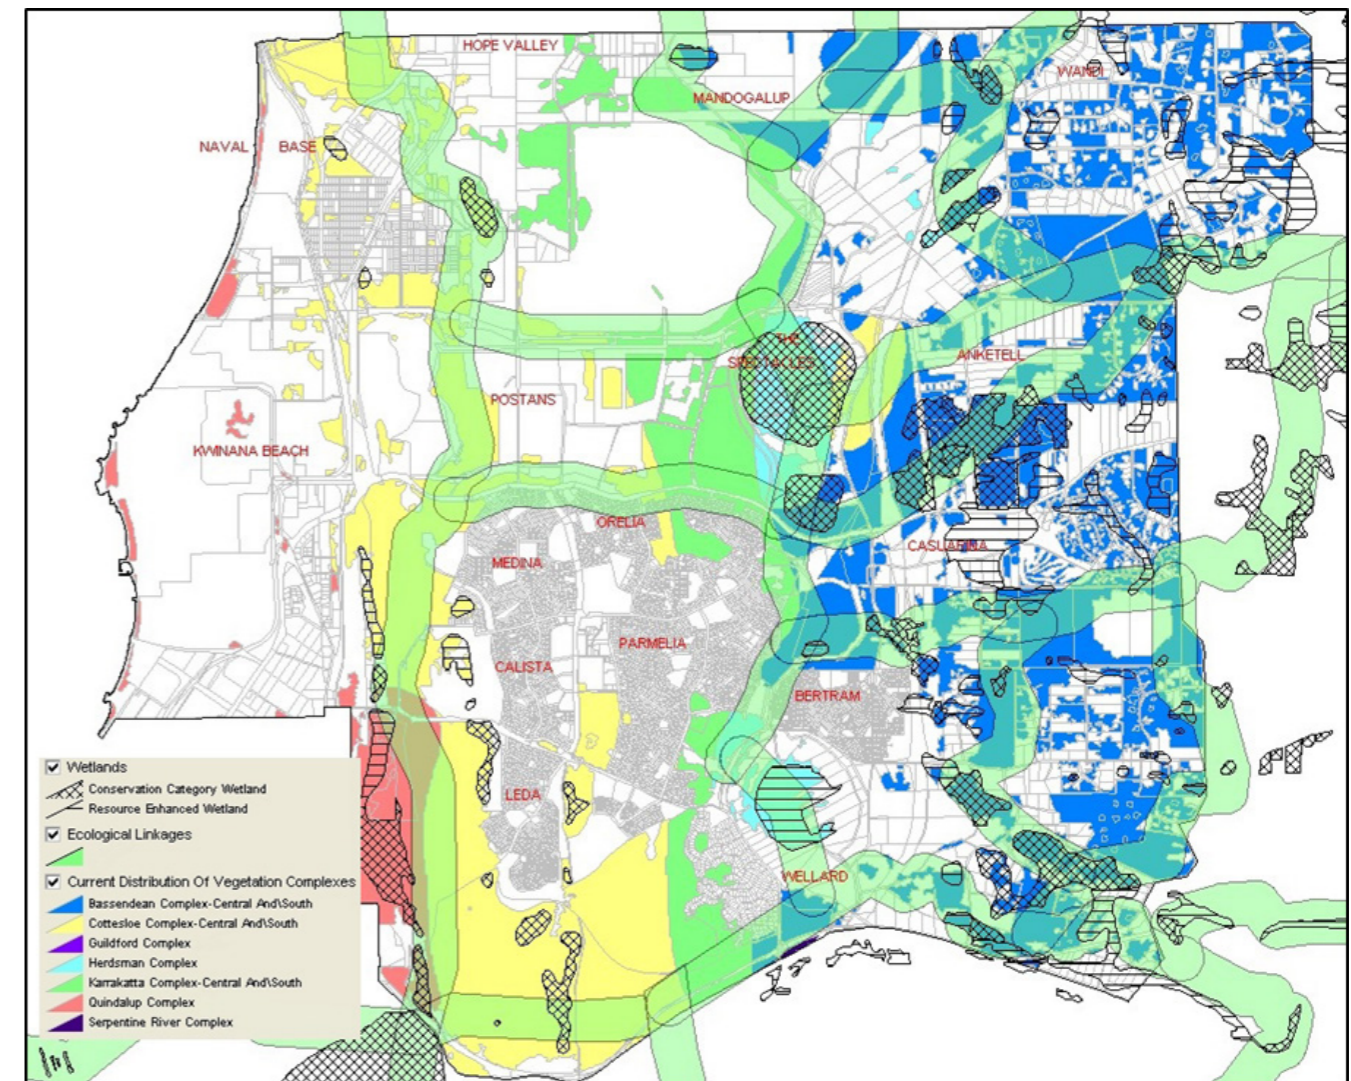 HOPE VALLEY
WANDI
MANDOGALUP
NAVAL BASE
THE
SPECTACLES
ANKETELL
POSTANS
KWINANA BEACH
ORELIA
CASUARINA
MEDINA
PARMELIA
CALISTA
BERTRAM
LEDA
WELLARD
Wetlands
Conservation Category Wetland
Resource Enhanced Wetland
Ecological Linkages
Current Distribution Of Vegetation Complexes
Bassendean Complex-Central And\South
Cottesloe Complex-Central And\South
Guildford Complex
Herdsman Complex
Karrakatta Complex-Central And\South
Quindalup Complex
Serpentine River Complex